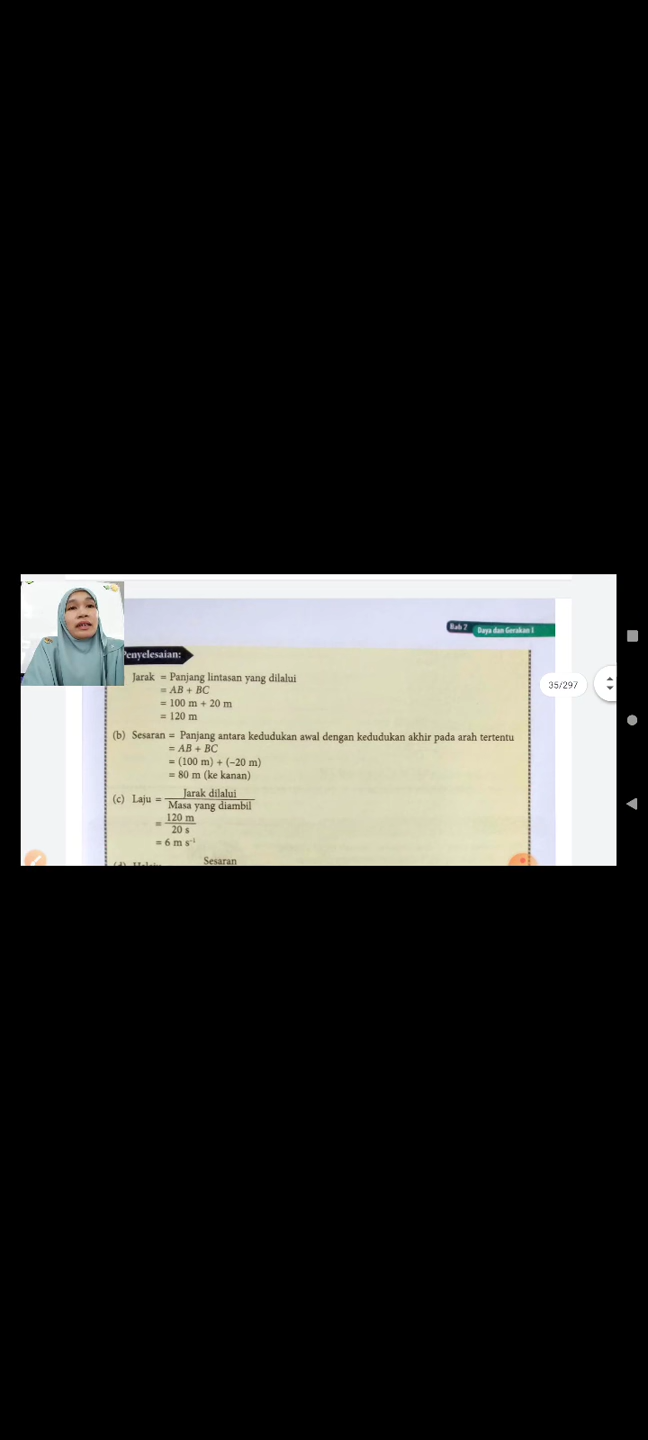 Bab 2 Daya dan Gerakan I
enyelesaian:
35/297
Jarak = Panjang lintasan yang dilalui
= AB + BC
= 100 m + 20 m
= 120 m
(b) Sesaran = Panjang antara kedudukan awal dengan kedudukan akhir pada arah tertentu
= AB + BC
= (100 m) + (−20 m)
= 80 m (ke kanan)
(c) Laju = Jarak dilalui
Masa yang diambil
= 120 m
20 s
= 6 m s⁻¹
Sesaran